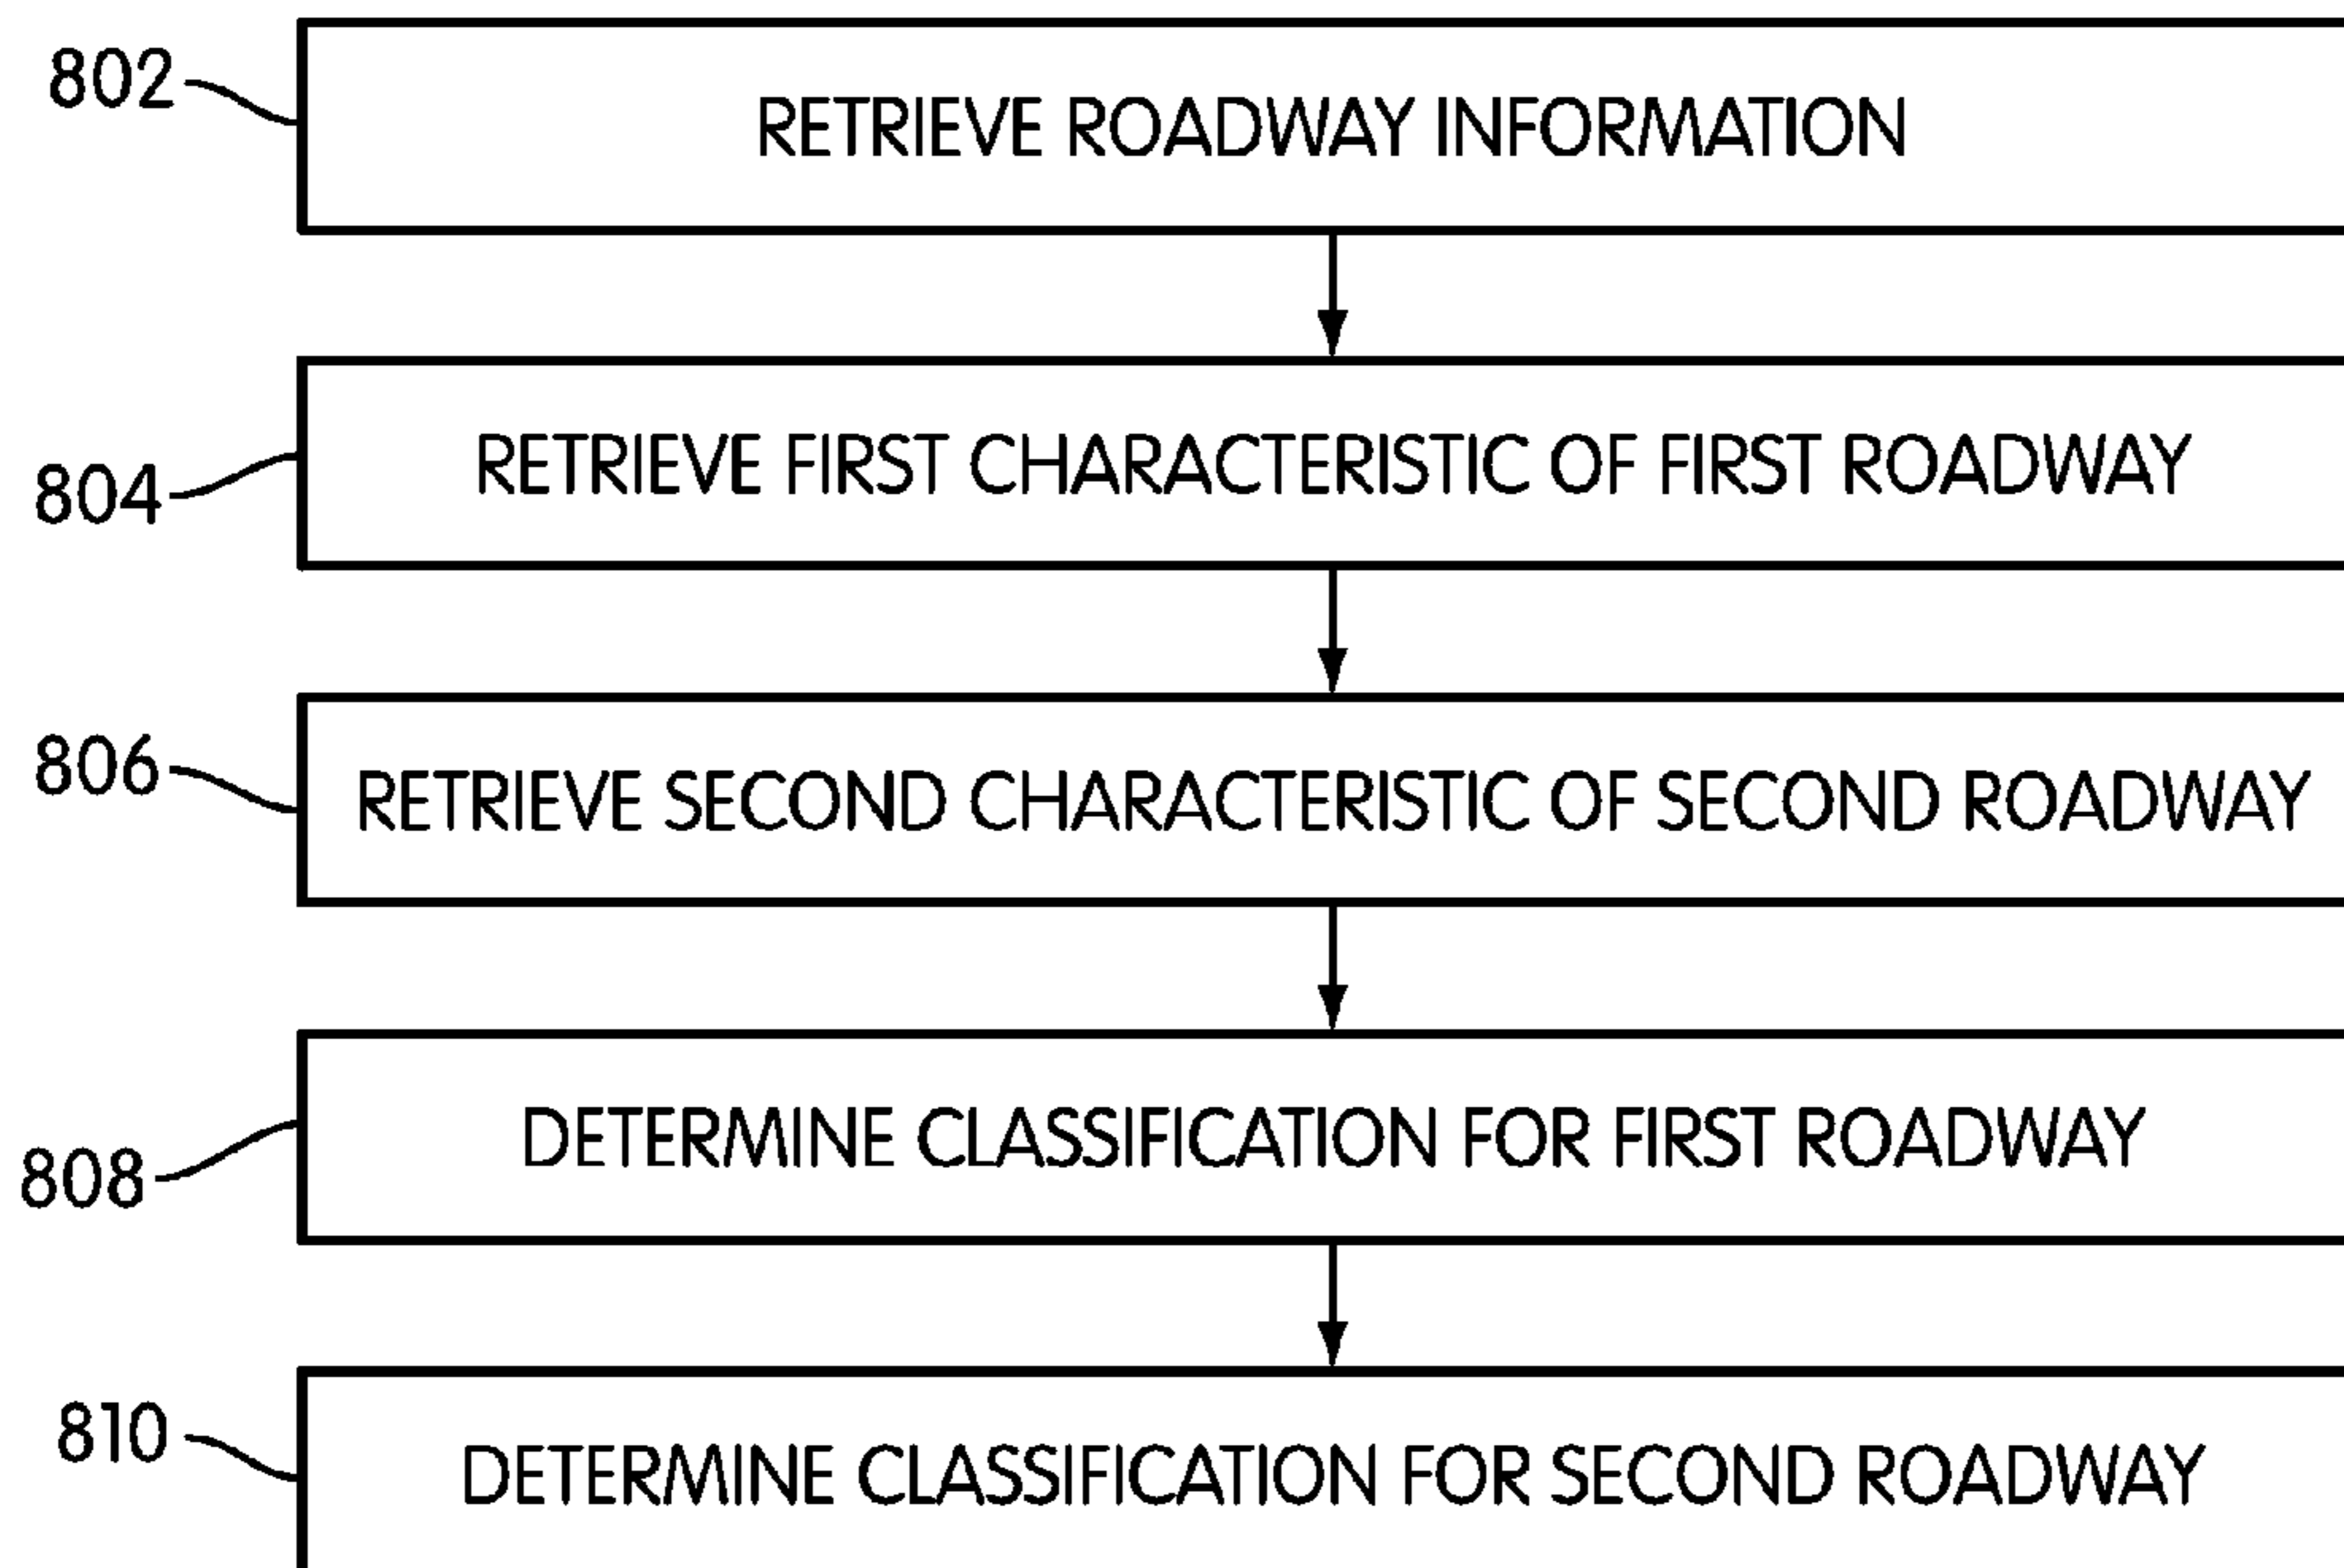 802
RETRIEVE ROADWAY INFORMATION
804
RETRIEVE FIRST CHARACTERISTIC OF FIRST ROADWAY
806
RETRIEVE SECOND CHARACTERISTIC OF SECOND ROADWAY
808
DETERMINE CLASSIFICATION FOR FIRST ROADWAY
810
DETERMINE CLASSIFICATION FOR SECOND ROADWAY